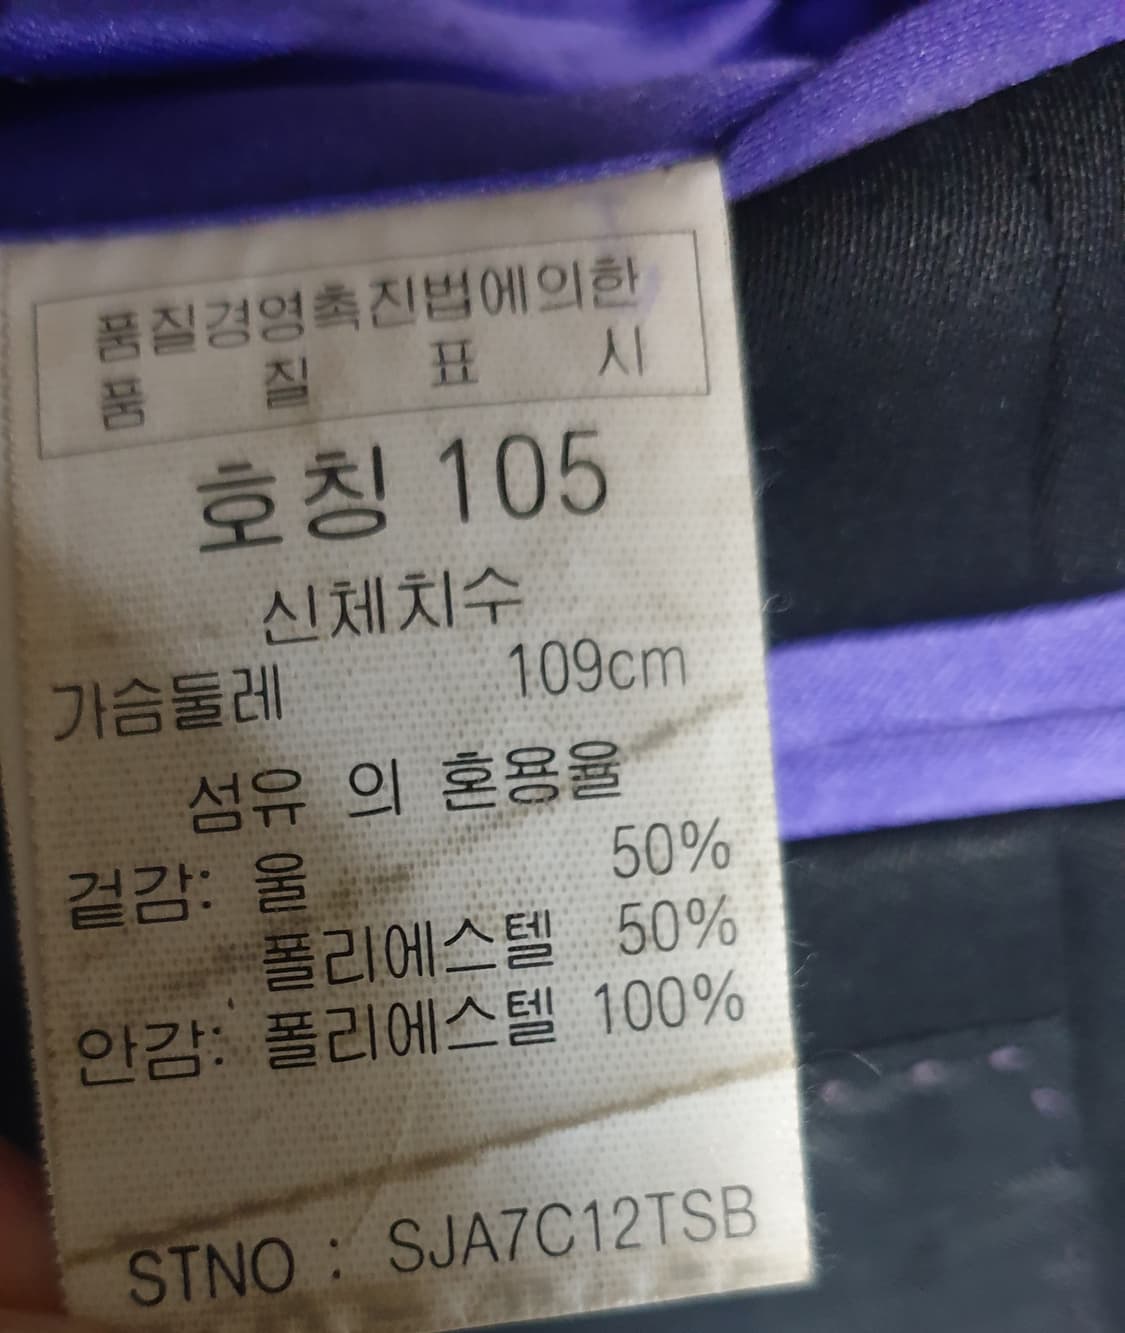 품질경영촉진법에의한
품 질 표 시
호칭 105
신체치수
가슴둘레 109cm
섬유 의 혼용율
겉감: 울 50%
폴리에스텔 50%
안감: 폴리에스텔 100%
STNO : SJA7C12TSB